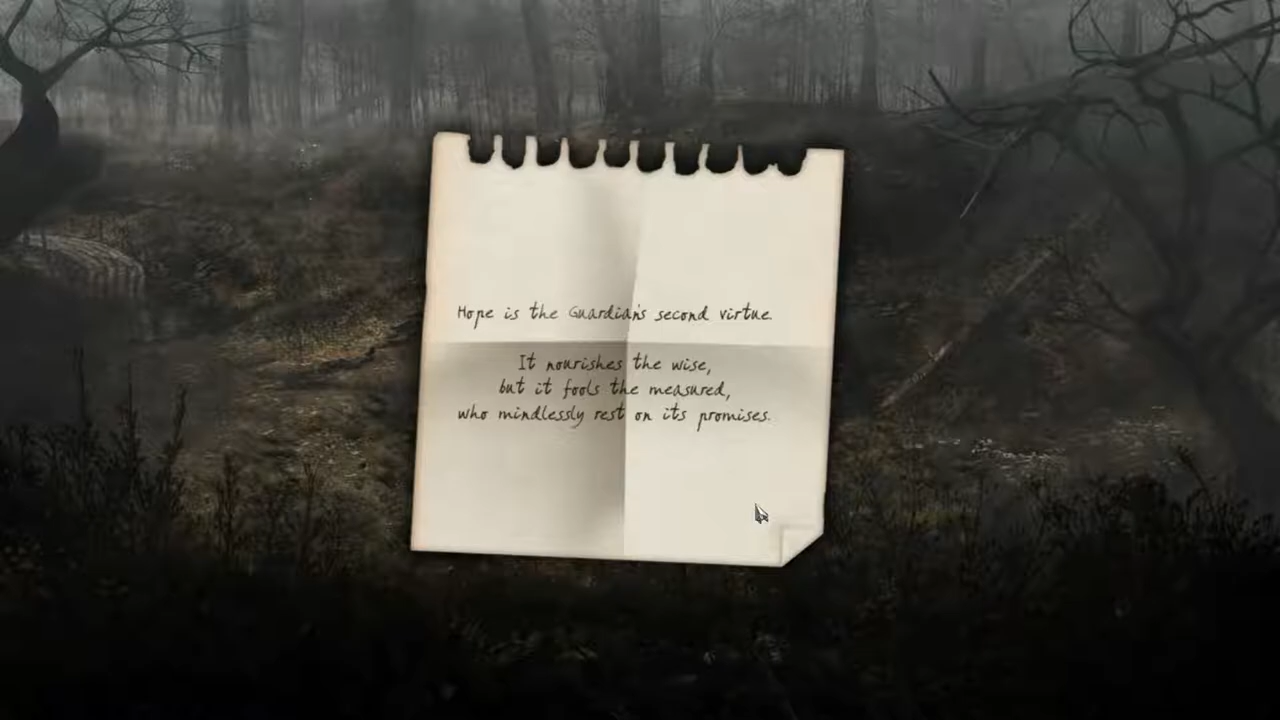 Hope is the Guardian's second virtue.
It nourishes the wise,
but it fools the measured,
who mindlessly rest on its promises.